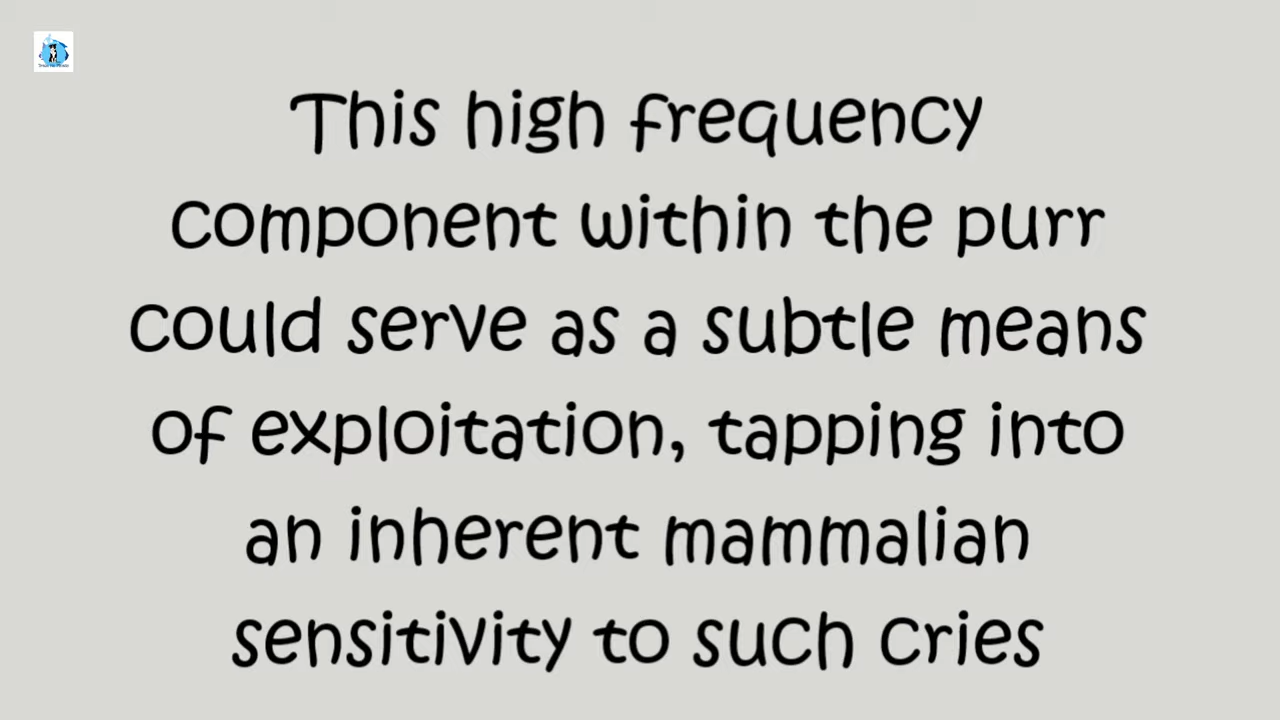 This high frequency
component within the purr
could serve as a subtle means
of exploitation, tapping into
an inherent mammalian
sensitivity to such cries